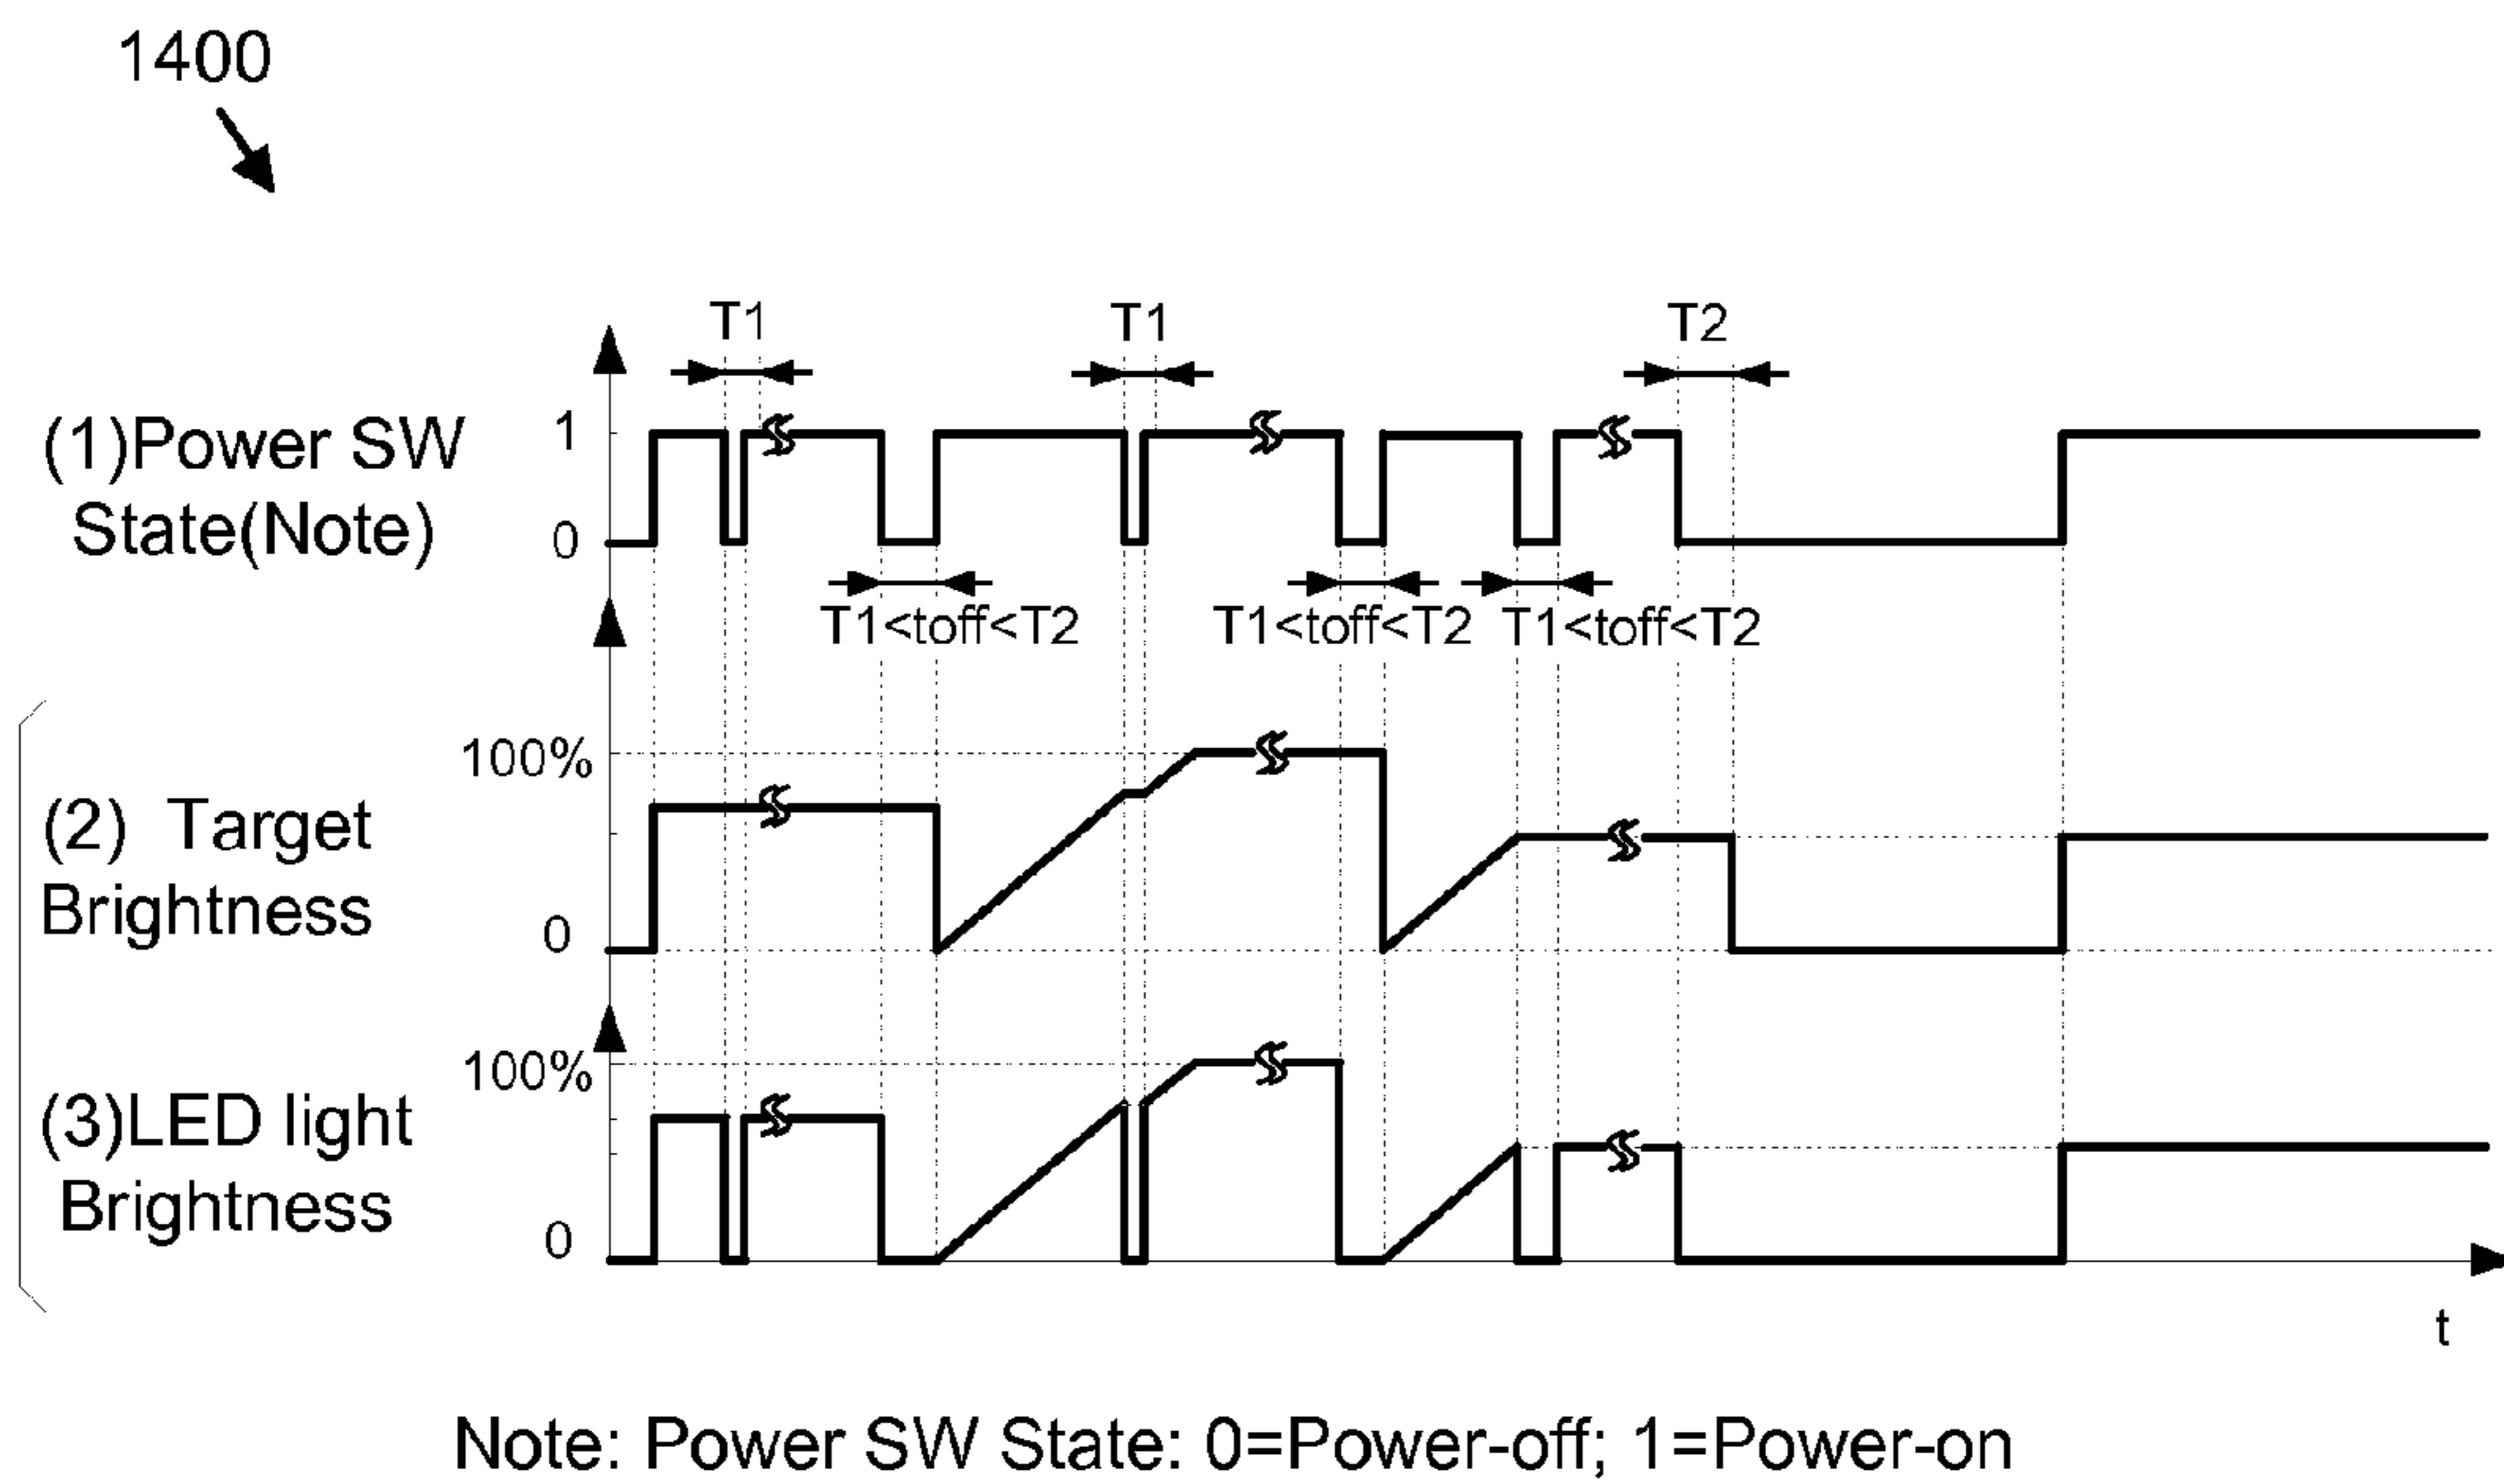 1400
T1 T1 T2
(1)Power SW
State(Note)
1
0
T1<toff<T2 T1<toff<T2 T1<toff<T2
100%
(2) Target
Brightness
0
100%
(3)LED light
Brightness
0
t
Note: Power SW State: 0=Power-off; 1=Power-on